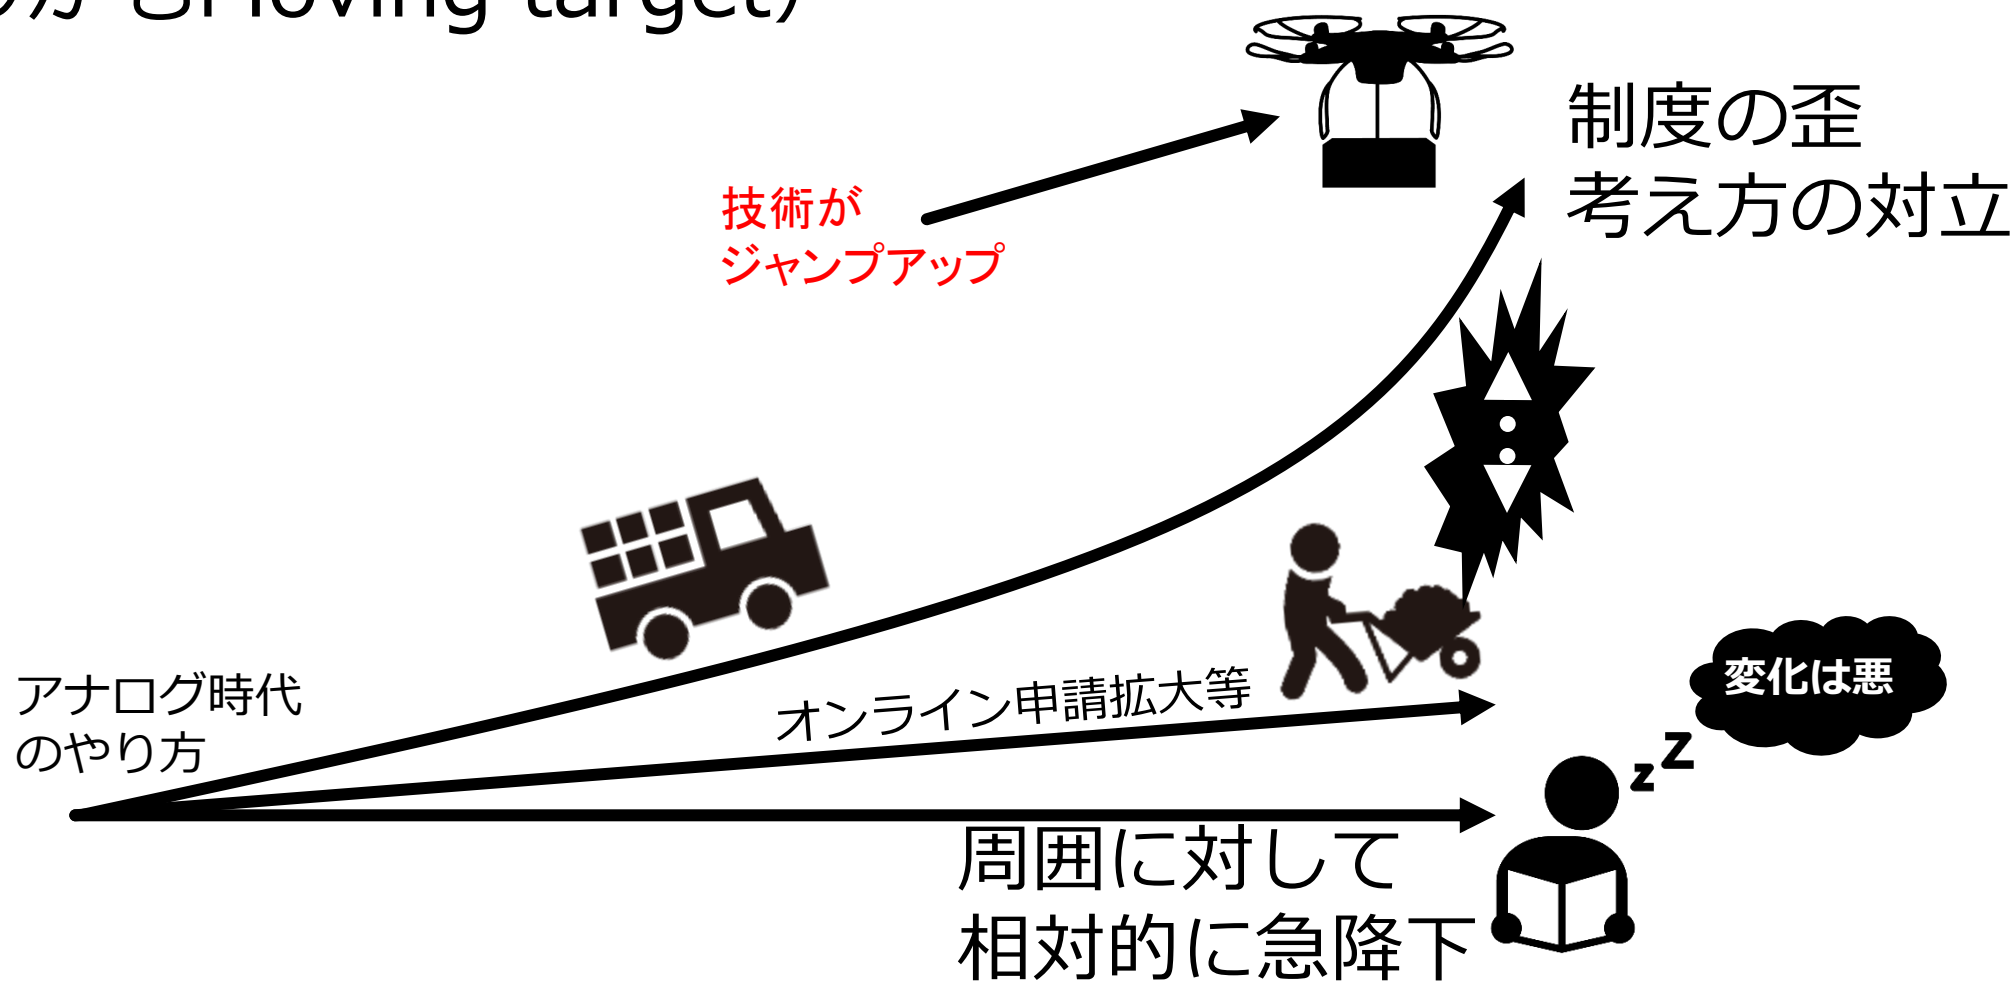 Moving target)
制度の歪
考え方の対立
技術が
ジャンプアップ
アナログ時代
のやり方
オンライン申請拡大等
変化は悪
zZ
周囲に対して
相対的に急降下